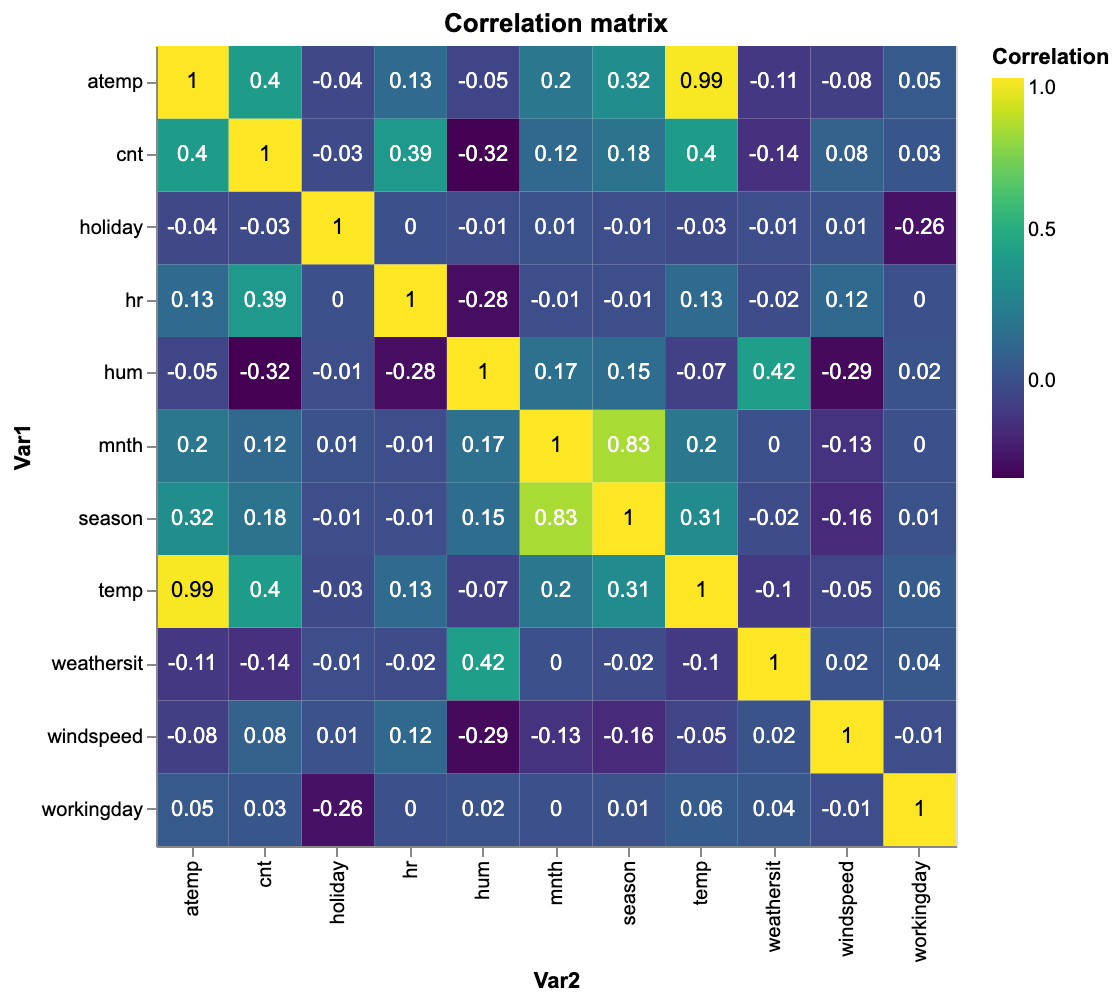 Correlation matrix
Correlation
1.0
0.5
0.0
Var1
atemp 1 0.4 -0.04 0.13 -0.05 0.2 0.32 0.99 -0.11 -0.08 0.05
cnt 0.4 1 -0.03 0.39 -0.32 0.12 0.18 0.4 -0.14 0.08 0.03
holiday -0.04 -0.03 1 0 -0.01 0.01 -0.01 -0.03 -0.01 0.01 -0.26
hr 0.13 0.39 0 1 -0.28 -0.01 -0.01 0.13 -0.02 0.12 0
hum -0.05 -0.32 -0.01 -0.28 1 0.17 0.15 -0.07 0.42 -0.29 0.02
mnth 0.2 0.12 0.01 -0.01 0.17 1 0.83 0.2 0 -0.13 0
season 0.32 0.18 -0.01 -0.01 0.15 0.83 1 0.31 -0.02 -0.16 0.01
temp 0.99 0.4 -0.03 0.13 -0.07 0.2 0.31 1 -0.1 -0.05 0.06
weathersit -0.11 -0.14 -0.01 -0.02 0.42 0 -0.02 -0.1 1 0.02 0.04
windspeed -0.08 0.08 0.01 0.12 -0.29 -0.13 -0.16 -0.05 0.02 1 -0.01
workingday 0.05 0.03 -0.26 0 0.02 0 0.01 0.06 0.04 -0.01 1
atemp cnt holiday hr hum mnth season temp weathersit windspeed workingday
Var2